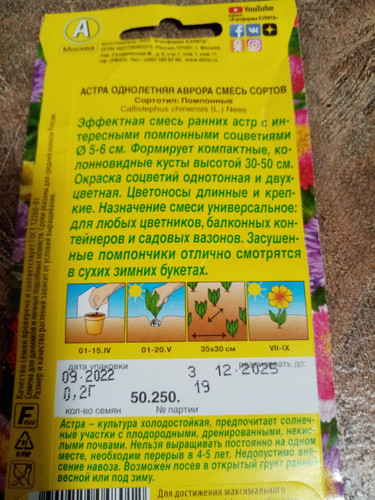 YouTube
А
Москва
АСТРА ОДНОЛЕТНЯЯ АВРОРА СМЕСЬ СОРТОВ
Сортотип: Помпонные
Callistephus chinensis (L.) Nees
Эффектная смесь ранних астр с ин-
тересными помпонными соцветиями
Ø 5-6 см. Формирует компактные, ко-
лонновидные кусты высотой 30-50 см.
Окраска соцветий однотонная и двух-
цветная. Цветоносы длинные и креп-
кие. Назначение смеси универсальное:
для любых цветников, балконных кон-
тейнеров и садовых вазонов. Засушен-
ные помпончики отлично смотрятся
в сухих зимних букетах.
01-15.IV 01-20.V 35х30 см VII-IX
дата упаковки реализовать до:
09.2022 3 12.2025
0,2Г 50.250. 19
кол-во семян № партии
Астра – культура холодостойкая, предпочитает солнеч-
ные участки с плодородными, дренированными, некис-
лыми почвами. Нельзя выращивать постоянно на одном
месте, необходим перерыв в 4-5 лет. Недопустимо вне-
сение навоза. Возможен посев в открытый грунт ранней
весной или под зиму.
Для достижения максимального